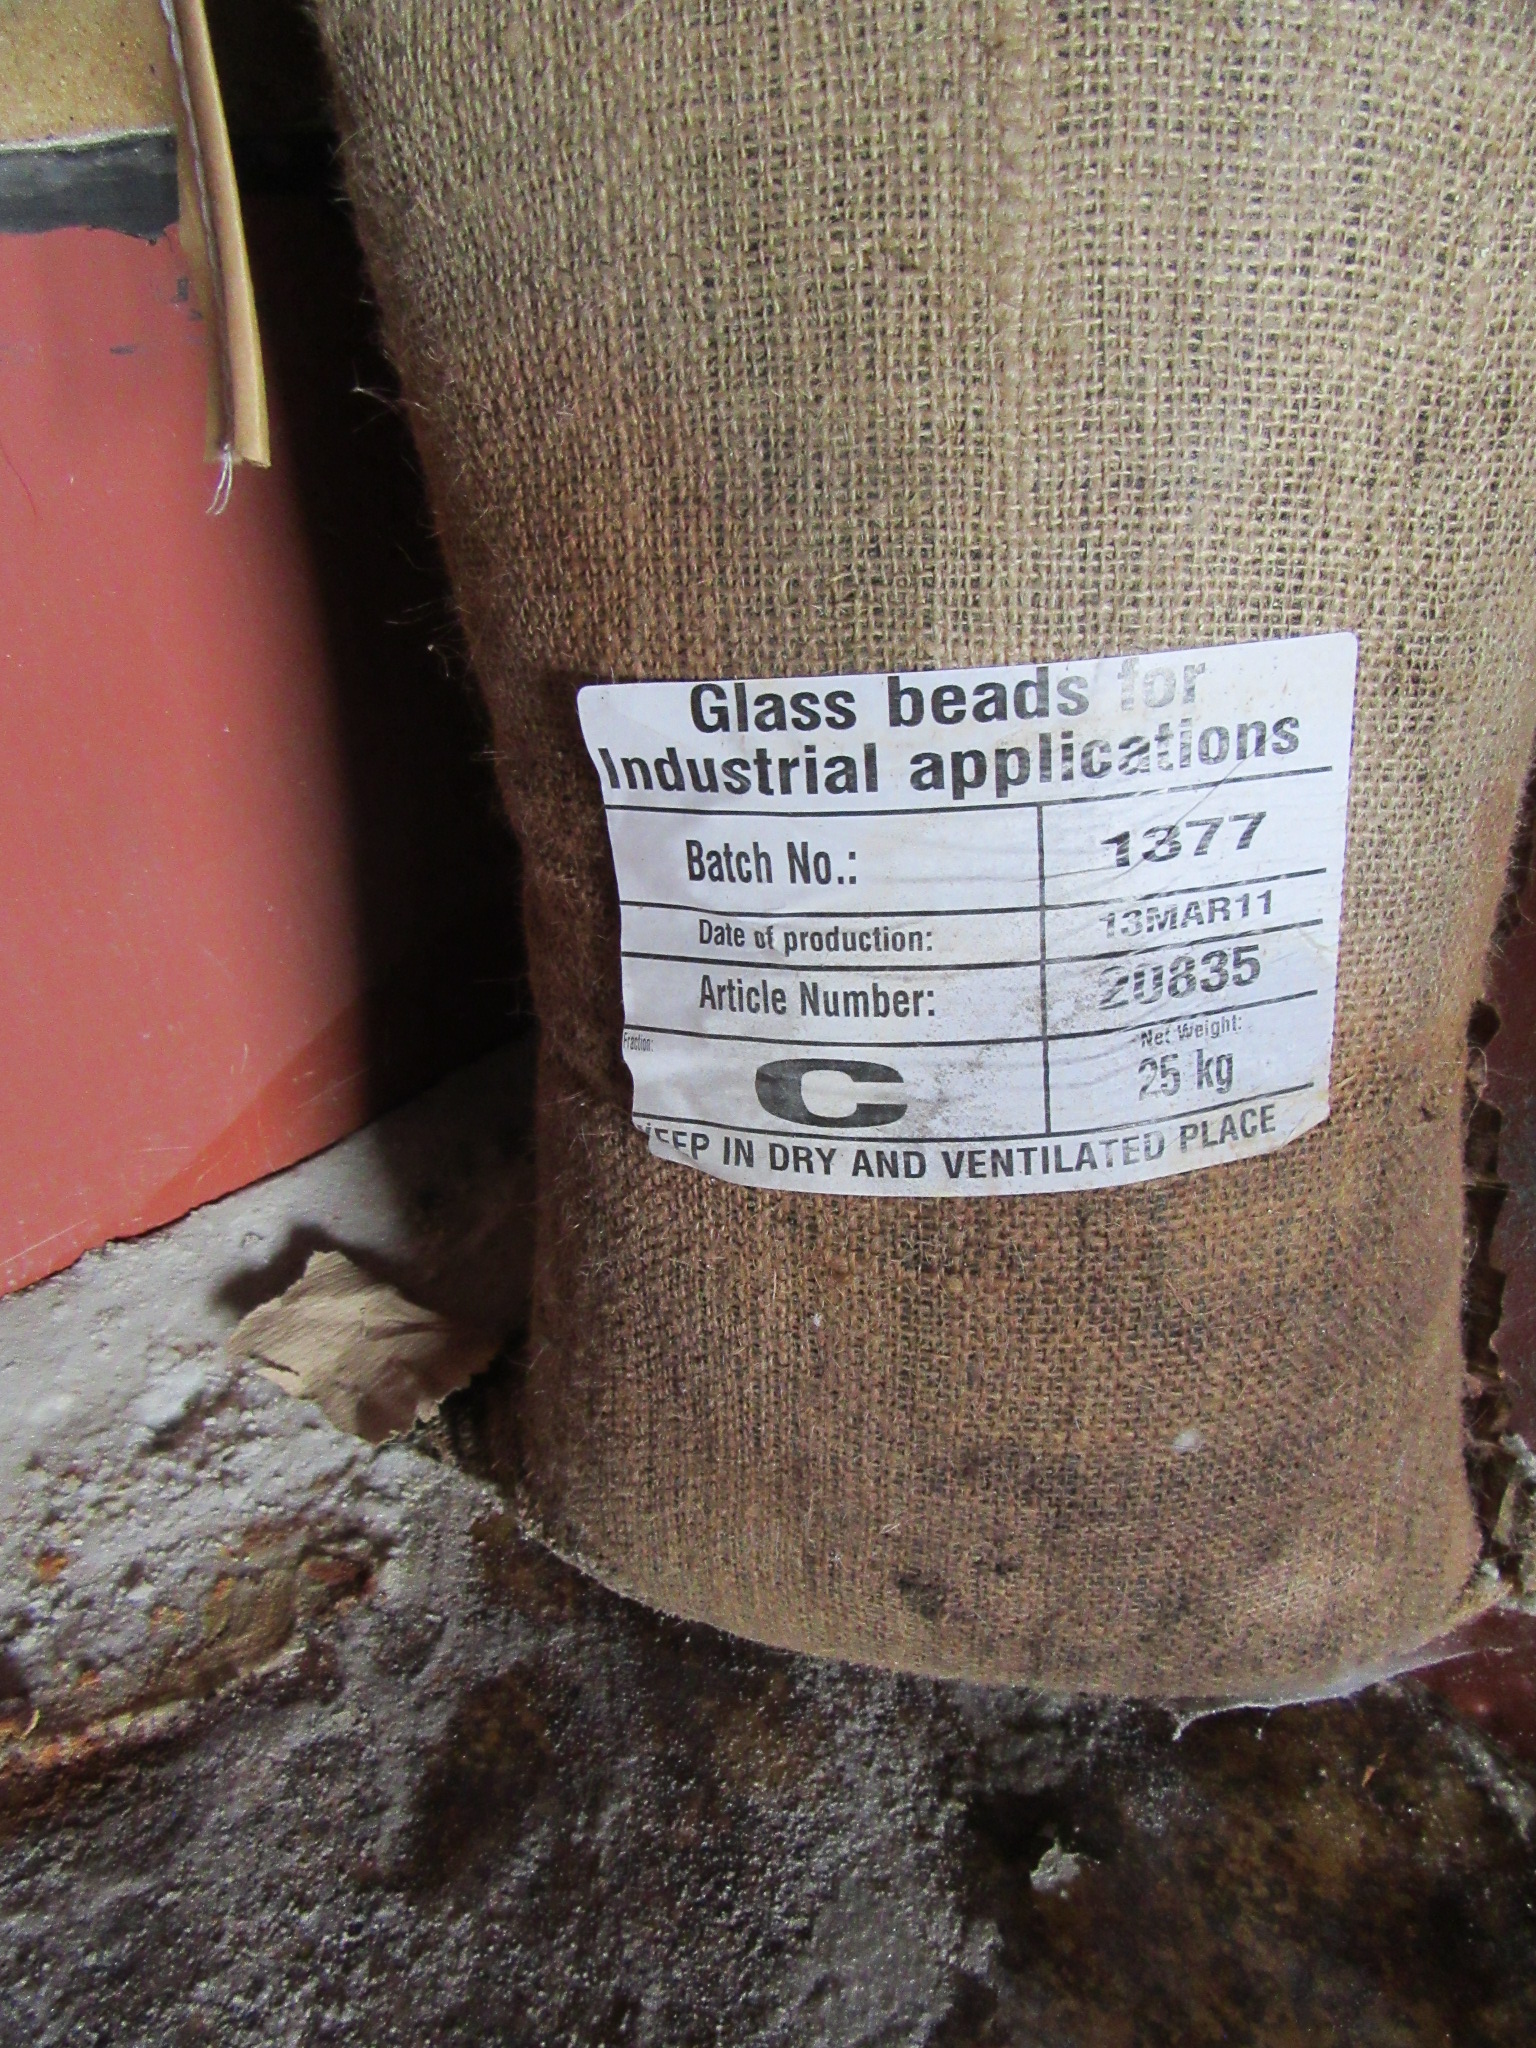 Glass beads for
Industrial applications
Batch No.: 1377
Date of production: 13MAR11
Article Number: 20835
Fraction: Net Weight:
C 25 kg
KEEP IN DRY AND VENTILATED PLACE